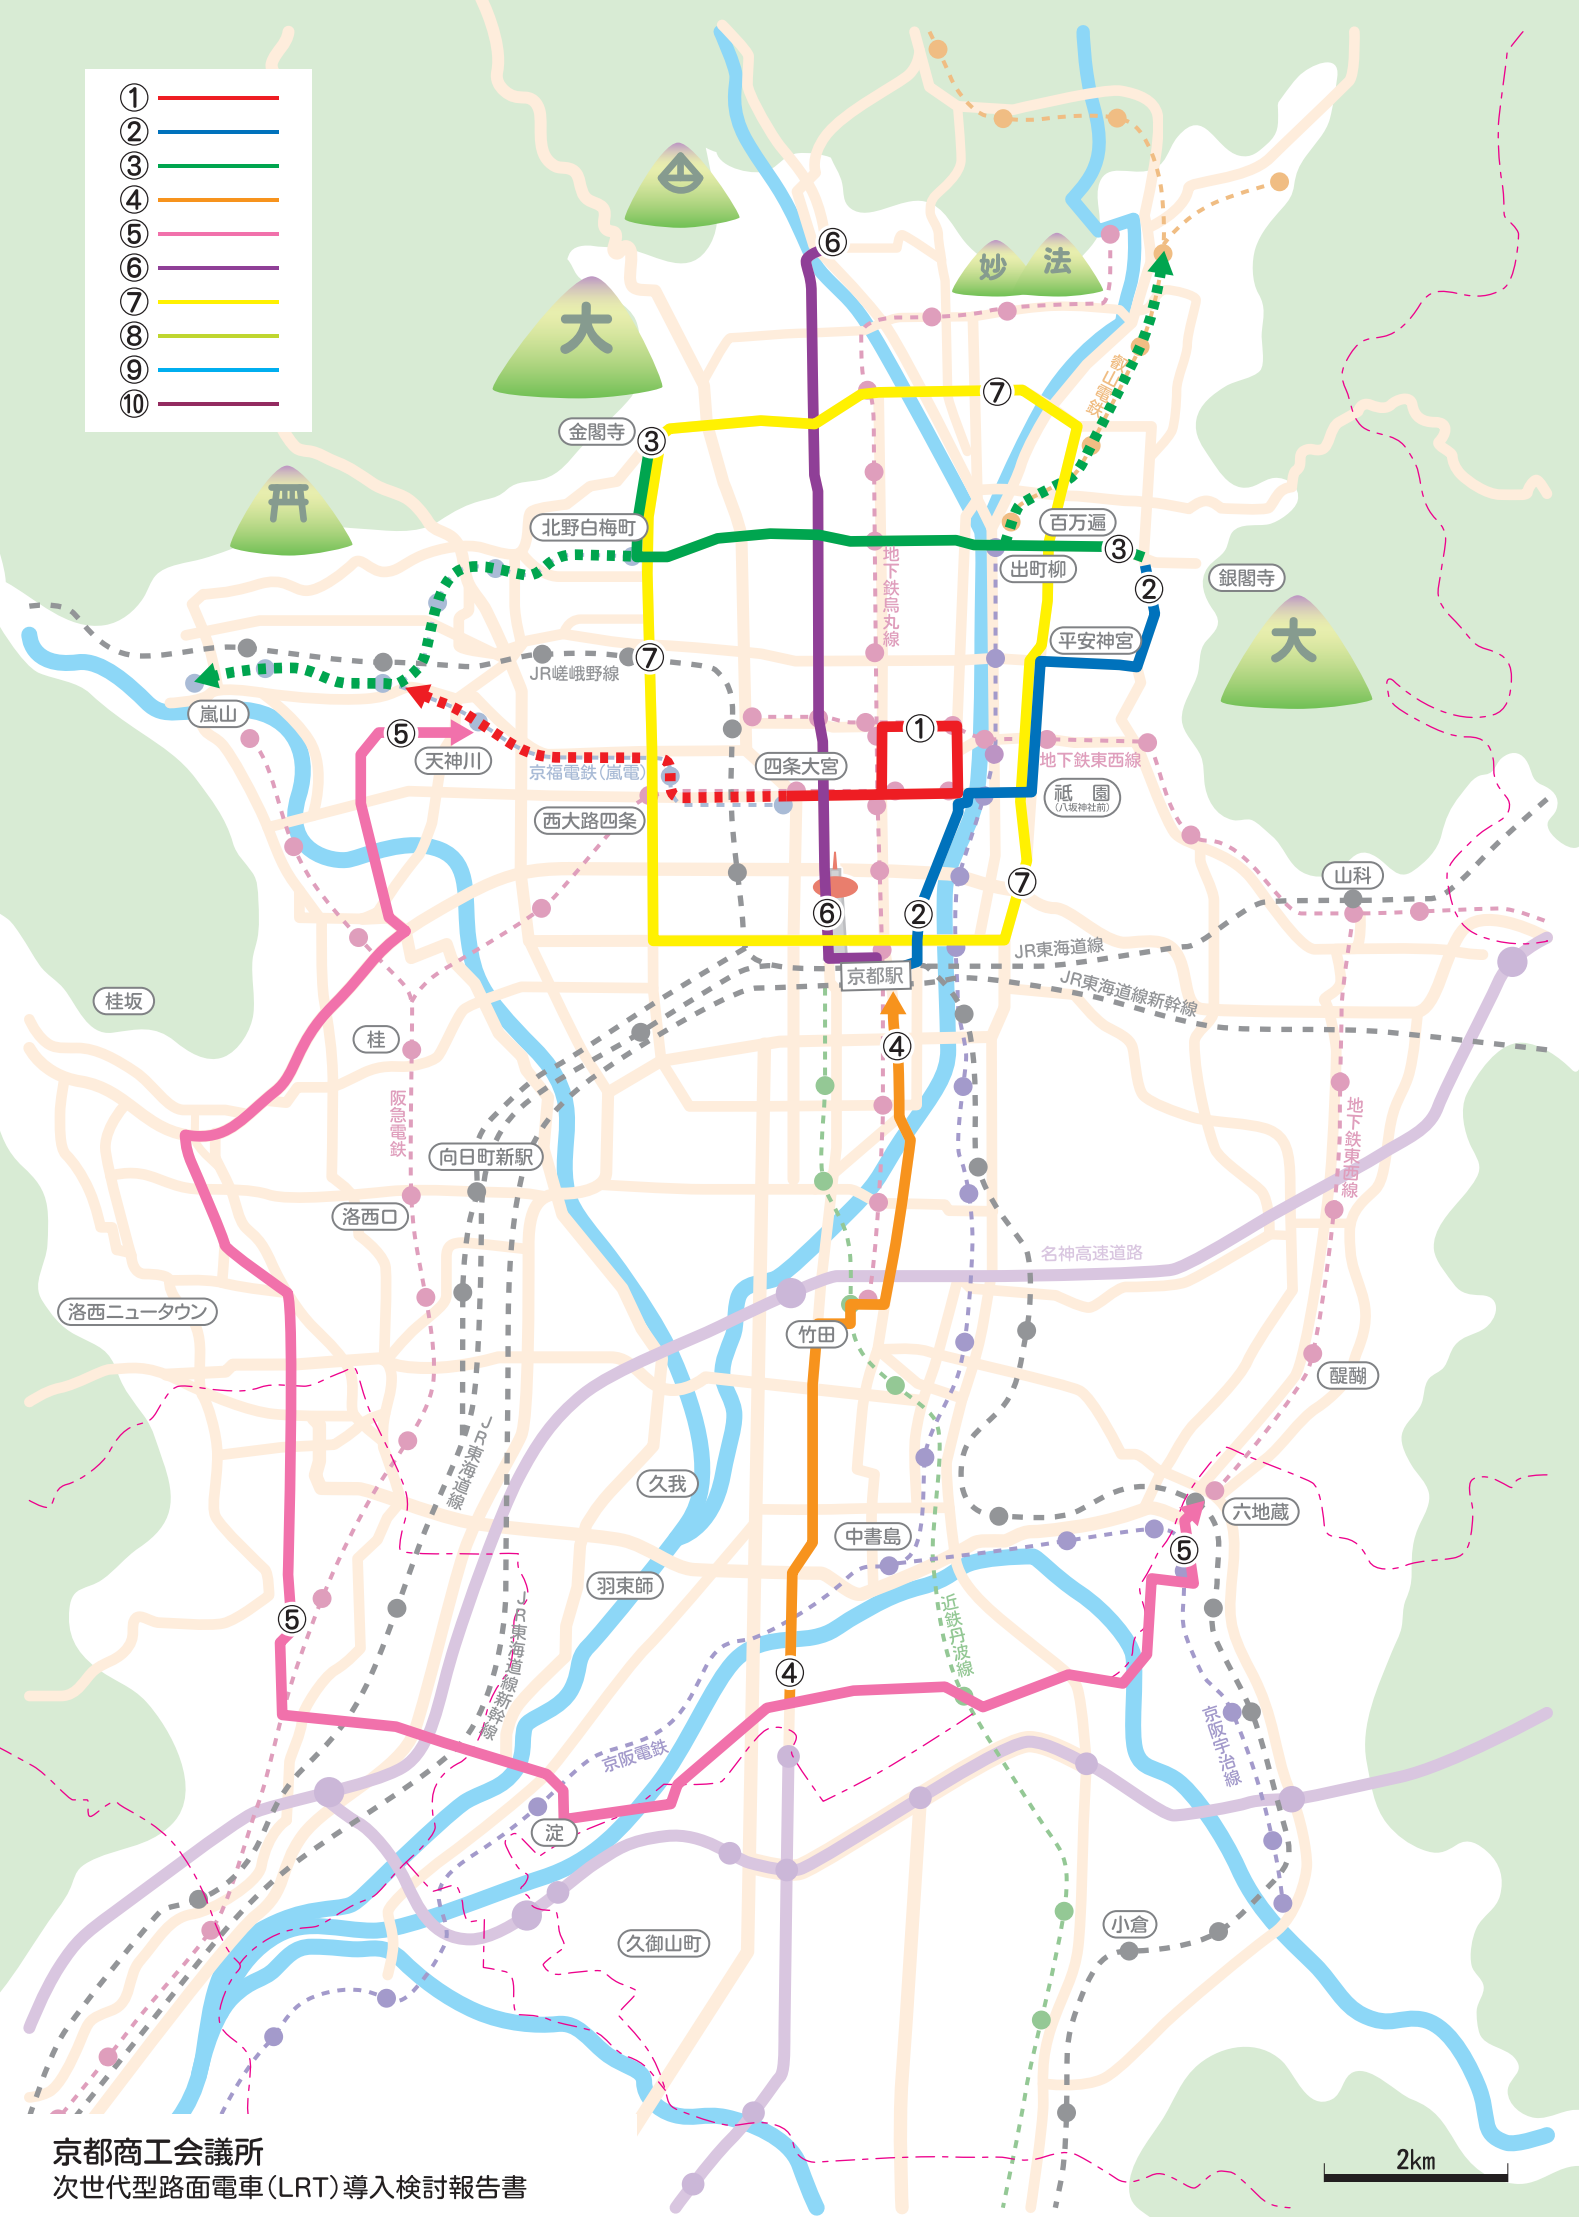 ①
②
③
④
⑤
⑥
⑦
⑧
⑨
⑩
⑥
妙
法
大
叡山電鉄
⑦
金閣寺
③
北野白梅町
百万遍
③
出町柳
②
銀閣寺
地下鉄烏丸線
平安神宮
大
⑦
JR嵯峨野線
嵐山
⑤
天神川
①
京福電鉄(嵐電)
四条大宮
地下鉄東西線
祇 園
(八坂神社前)
西大路四条
⑦
山科
⑥
②
JR東海道線
京都駅
JR東海道線新幹線
桂坂
桂
④
阪急電鉄
地下鉄東西線
向日町新駅
洛西口
名神高速道路
洛西ニュータウン
竹田
醍醐
JR東海道線
久我
中書島
六地蔵
⑤
羽束師
⑤
JR東海道線新幹線
近鉄丹波線
④
京阪電鉄
京阪宇治線
淀
久御山町
小倉
京都商工会議所
次世代型路面電車(LRT)導入検討報告書
2km